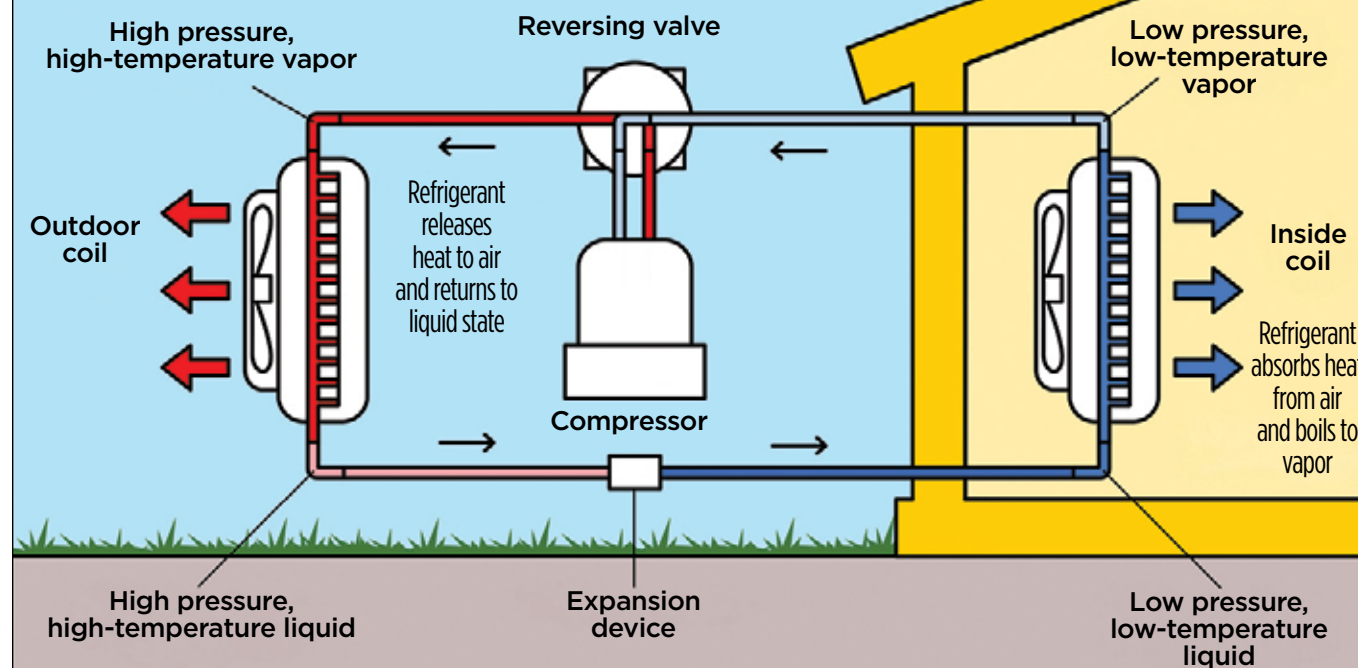 High pressure,
high-temperature vapor
Reversing valve
Low pressure,
low-temperature
vapor
Outdoor
coil
Refrigerant
releases
heat to air
and returns to
liquid state
Compressor
Inside
coil
Refrigerant
absorbs heat
from air
and boils to
vapor
High pressure,
high-temperature liquid
Expansion
device
Low pressure,
low-temperature
liquid